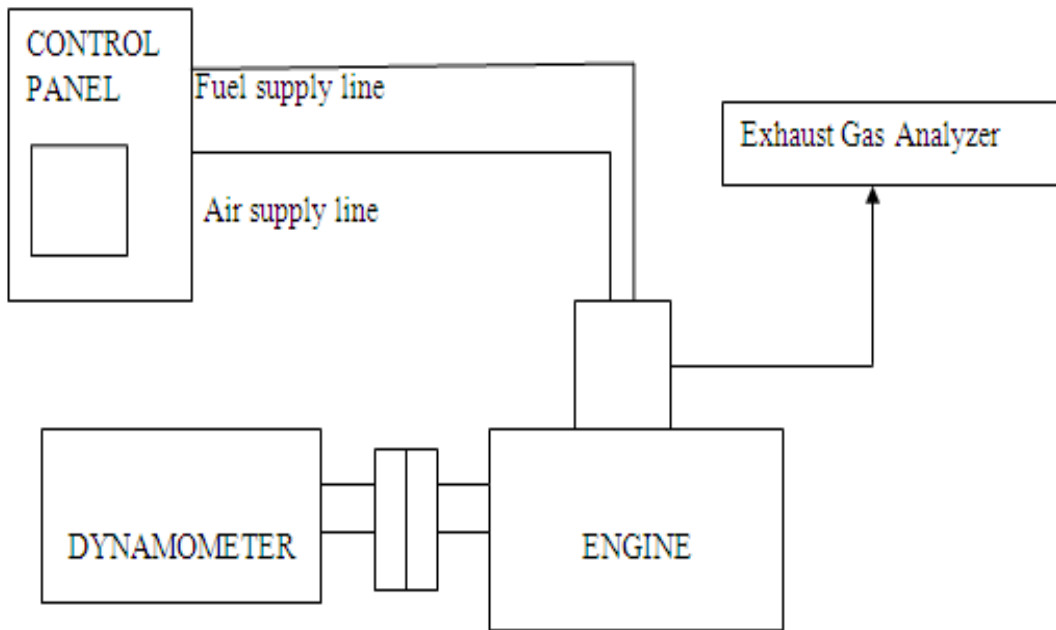 CONTROL
PANEL
Fuel supply line
Air supply line
Exhaust Gas Analyzer
DYNAMOMETER
ENGINE